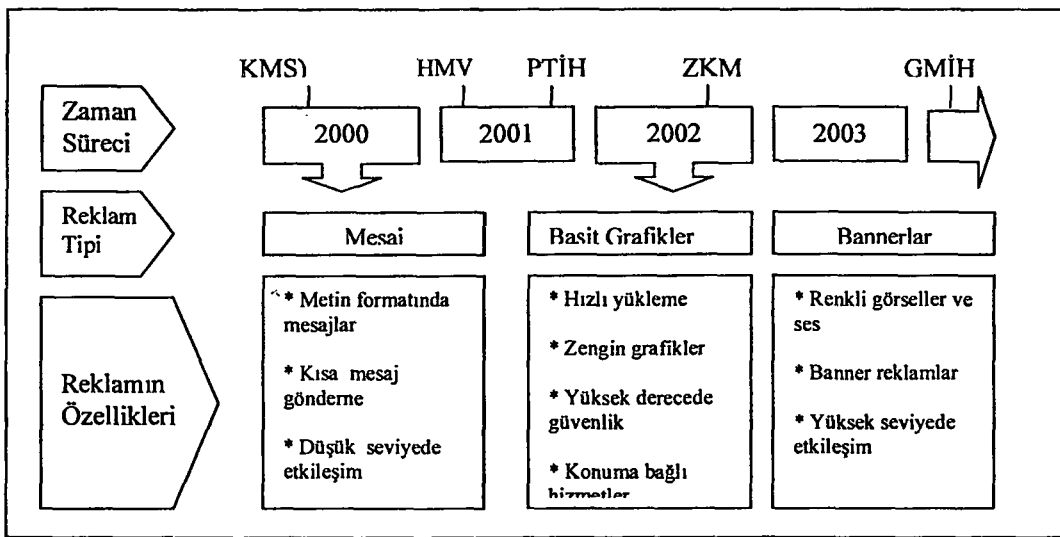 KMS) HMV PTİH ZKM GMİH
Zaman
Süreci
2000 2001 2002 2003
Reklam
Tipi
Mesai Basit Grafikler Bannerlar
Reklamın
Özellikleri
* Metin formatında
mesajlar
* Kısa mesaj
gönderme
* Düşük seviyede
etkileşim
* Hızlı yükleme
* Zengin grafikler
* Yüksek derecede
güvenlik
* Konuma bağlı
hizmetler
* Renkli görseller ve
ses
* Banner reklamlar
* Yüksek seviyede
etkileşim